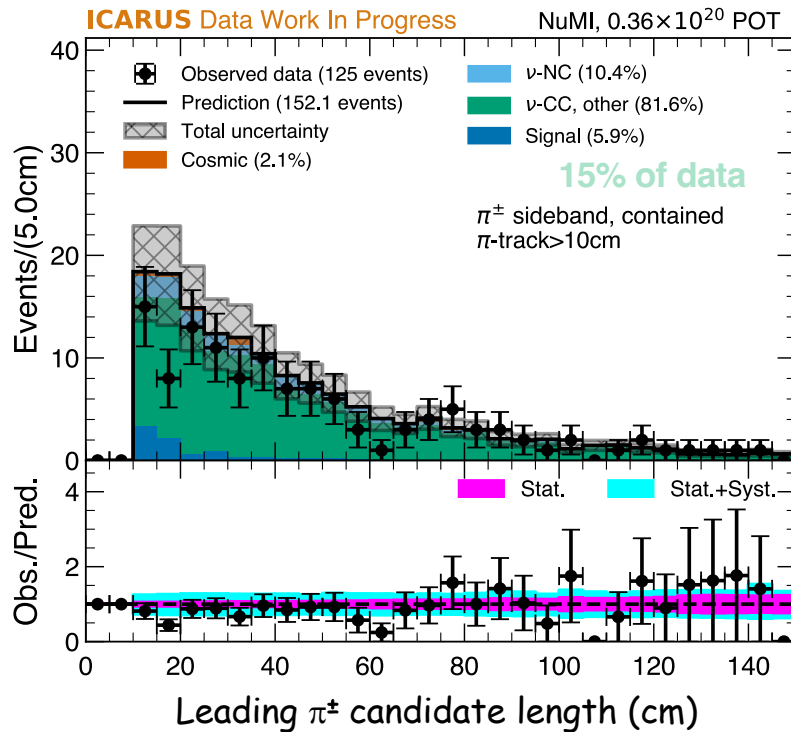 ICARUS Data Work In Progress NuMI, 0.36×10²⁰ POT
Observed data (125 events)
Prediction (152.1 events)
Total uncertainty
Cosmic (2.1%)
ν-NC (10.4%)
ν-CC, other (81.6%)
Signal (5.9%)
15% of data
π± sideband, contained
π-track>10cm
Events/(5.0cm)
40
30
20
10
0
Stat. Stat.+Syst.
Obs./Pred.
4
2
0
0 20 40 60 80 100 120 140
Leading π± candidate length (cm)